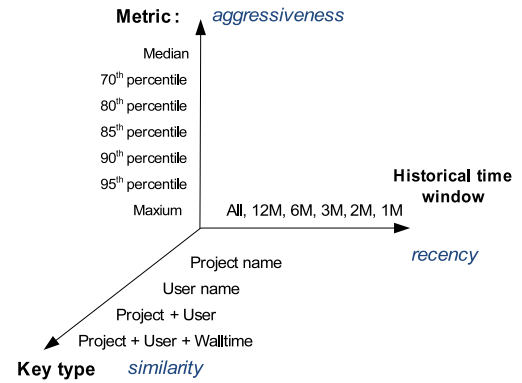 Metric: aggressiveness
Median
70th percentile
80th percentile
85th percentile
90th percentile
95th percentile
Maxium
All, 12M, 6M, 3M, 2M, 1M
Historical time
window
recency
Project name
User name
Project + User
Project + User + Walltime
Key type similarity